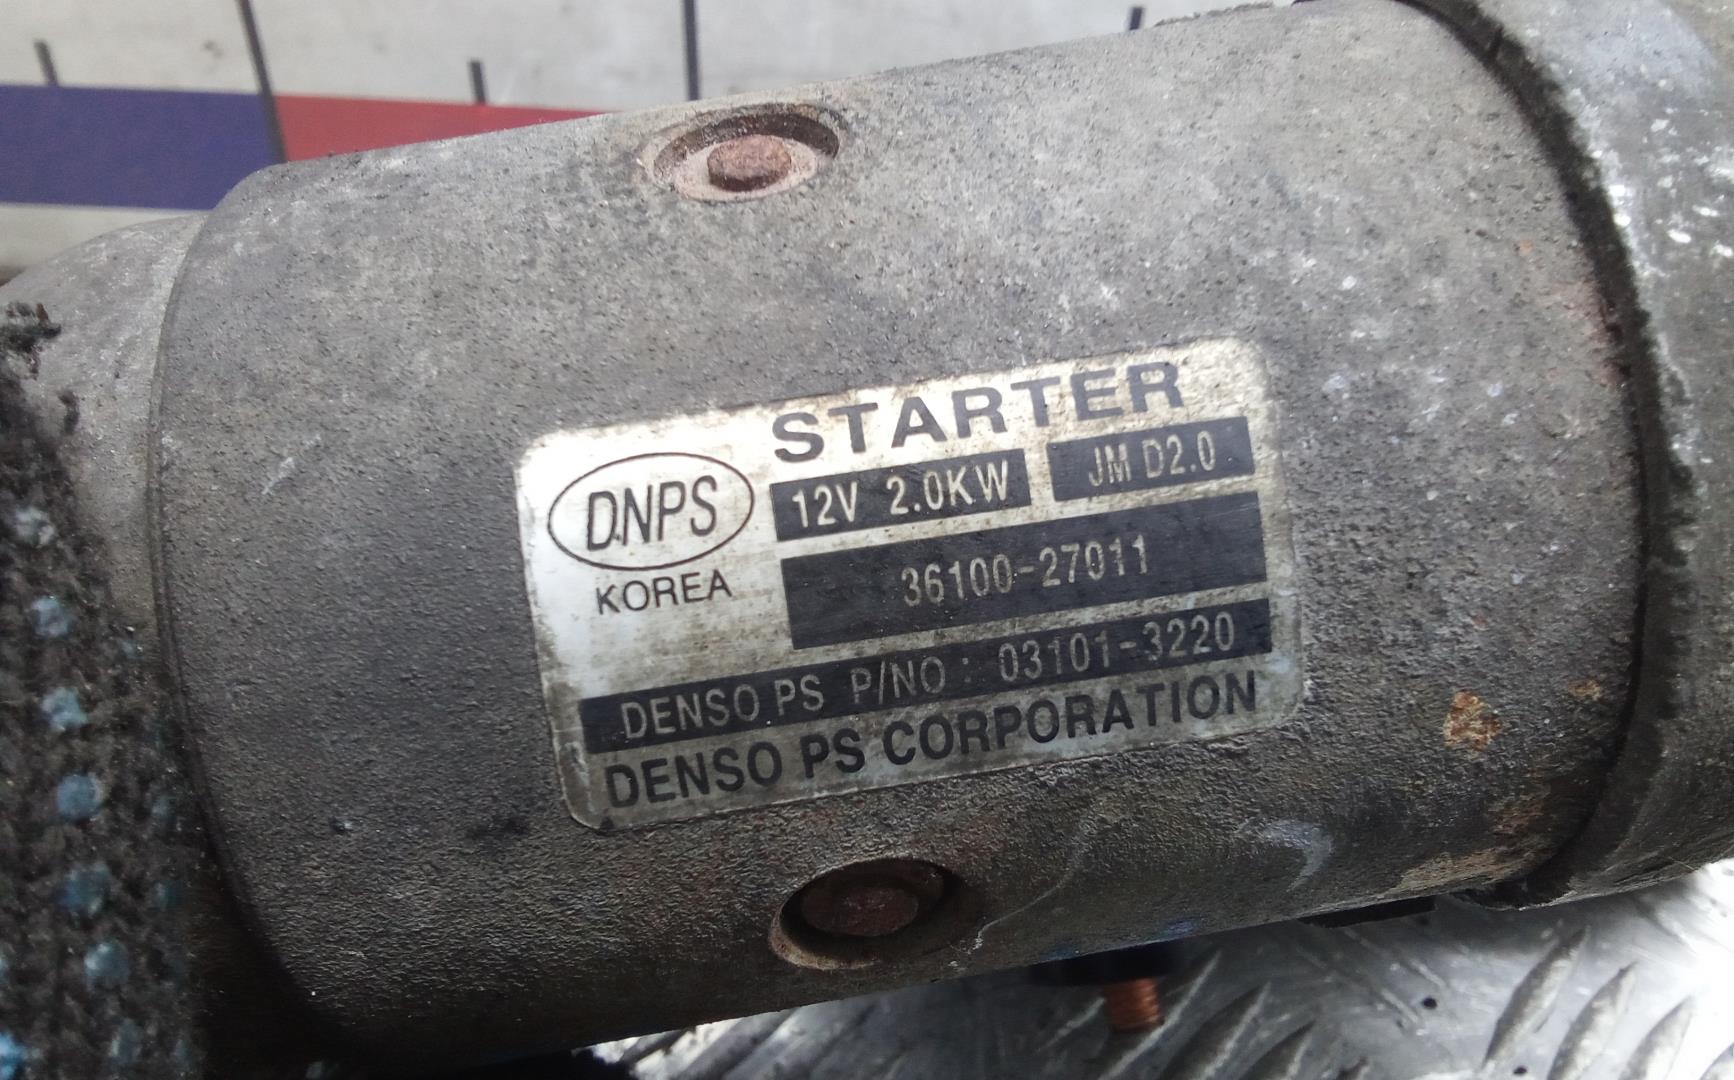 STARTER
DNPS 12V 2.0KW JM D2.0
KOREA 36100-27011
DENSO PS P/NO : 03101-3220
DENSO PS CORPORATION